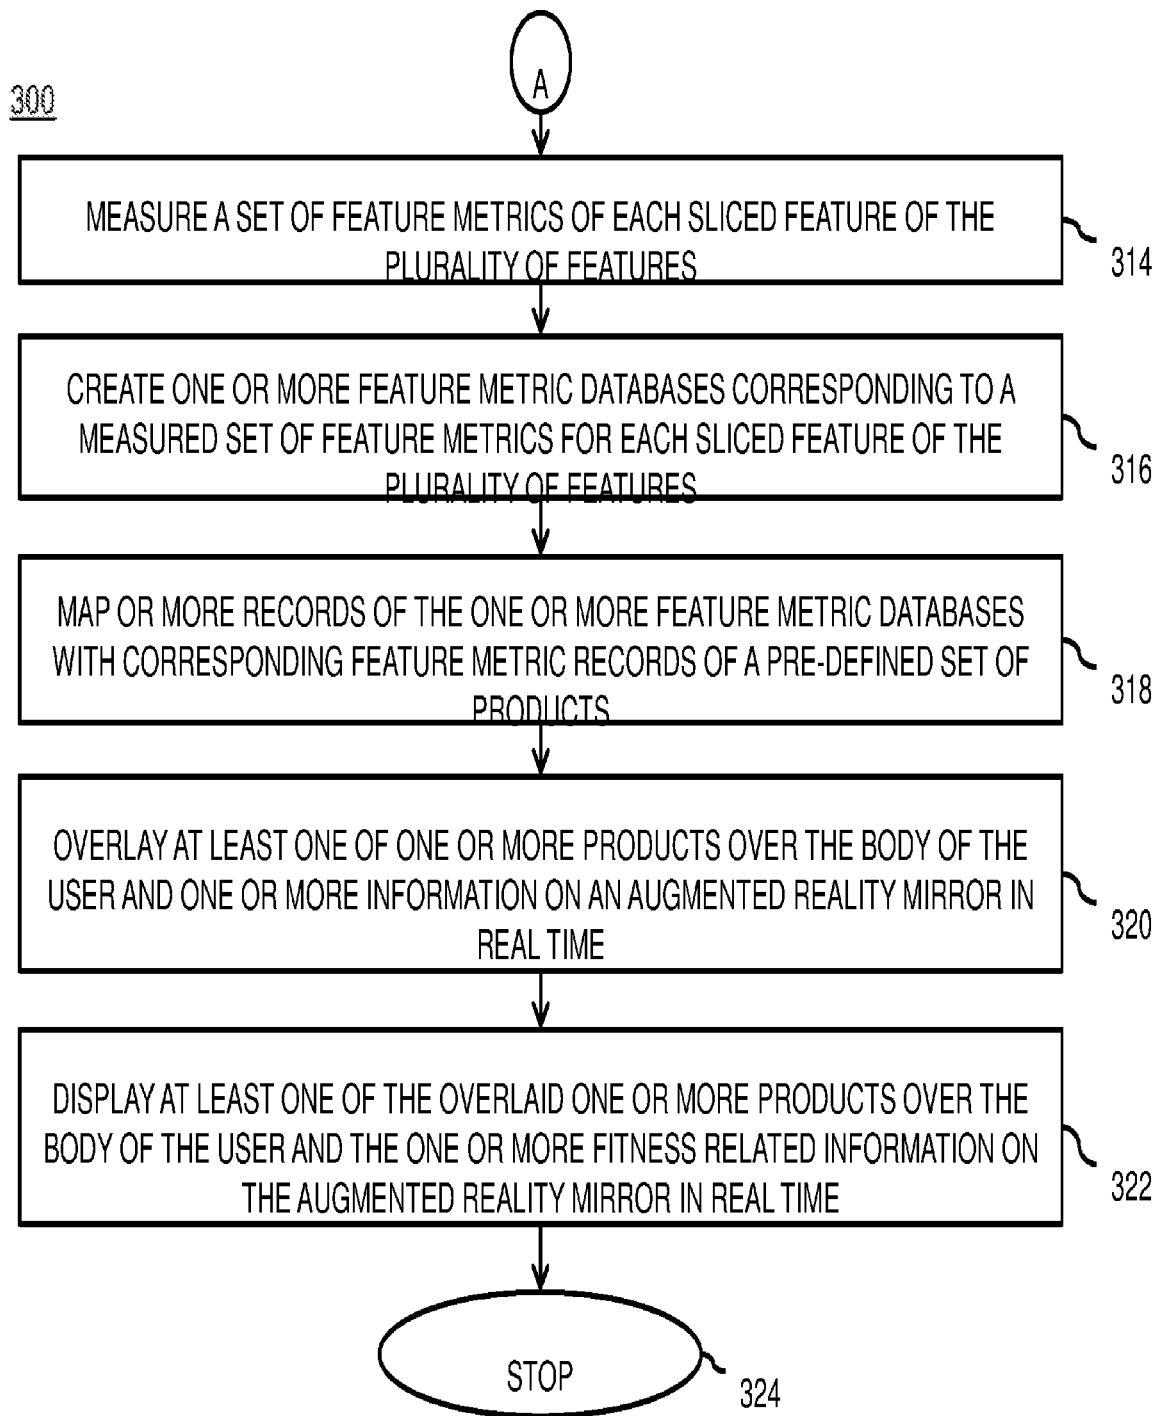 A
300
MEASURE A SET OF FEATURE METRICS OF EACH SLICED FEATURE OF THE
PLURALITY OF FEATURES
314
CREATE ONE OR MORE FEATURE METRIC DATABASES CORRESPONDING TO A
MEASURED SET OF FEATURE METRICS FOR EACH SLICED FEATURE OF THE
PLURALITY OF FEATURES
316
MAP OR MORE RECORDS OF THE ONE OR MORE FEATURE METRIC DATABASES
WITH CORRESPONDING FEATURE METRIC RECORDS OF A PRE-DEFINED SET OF
PRODUCTS
318
OVERLAY AT LEAST ONE OF ONE OR MORE PRODUCTS OVER THE BODY OF THE
USER AND ONE OR MORE INFORMATION ON AN AUGMENTED REALITY MIRROR IN
REAL TIME
320
DISPLAY AT LEAST ONE OF THE OVERLAID ONE OR MORE PRODUCTS OVER THE
BODY OF THE USER AND THE ONE OR MORE FITNESS RELATED INFORMATION ON
THE AUGMENTED REALITY MIRROR IN REAL TIME
322
STOP
324